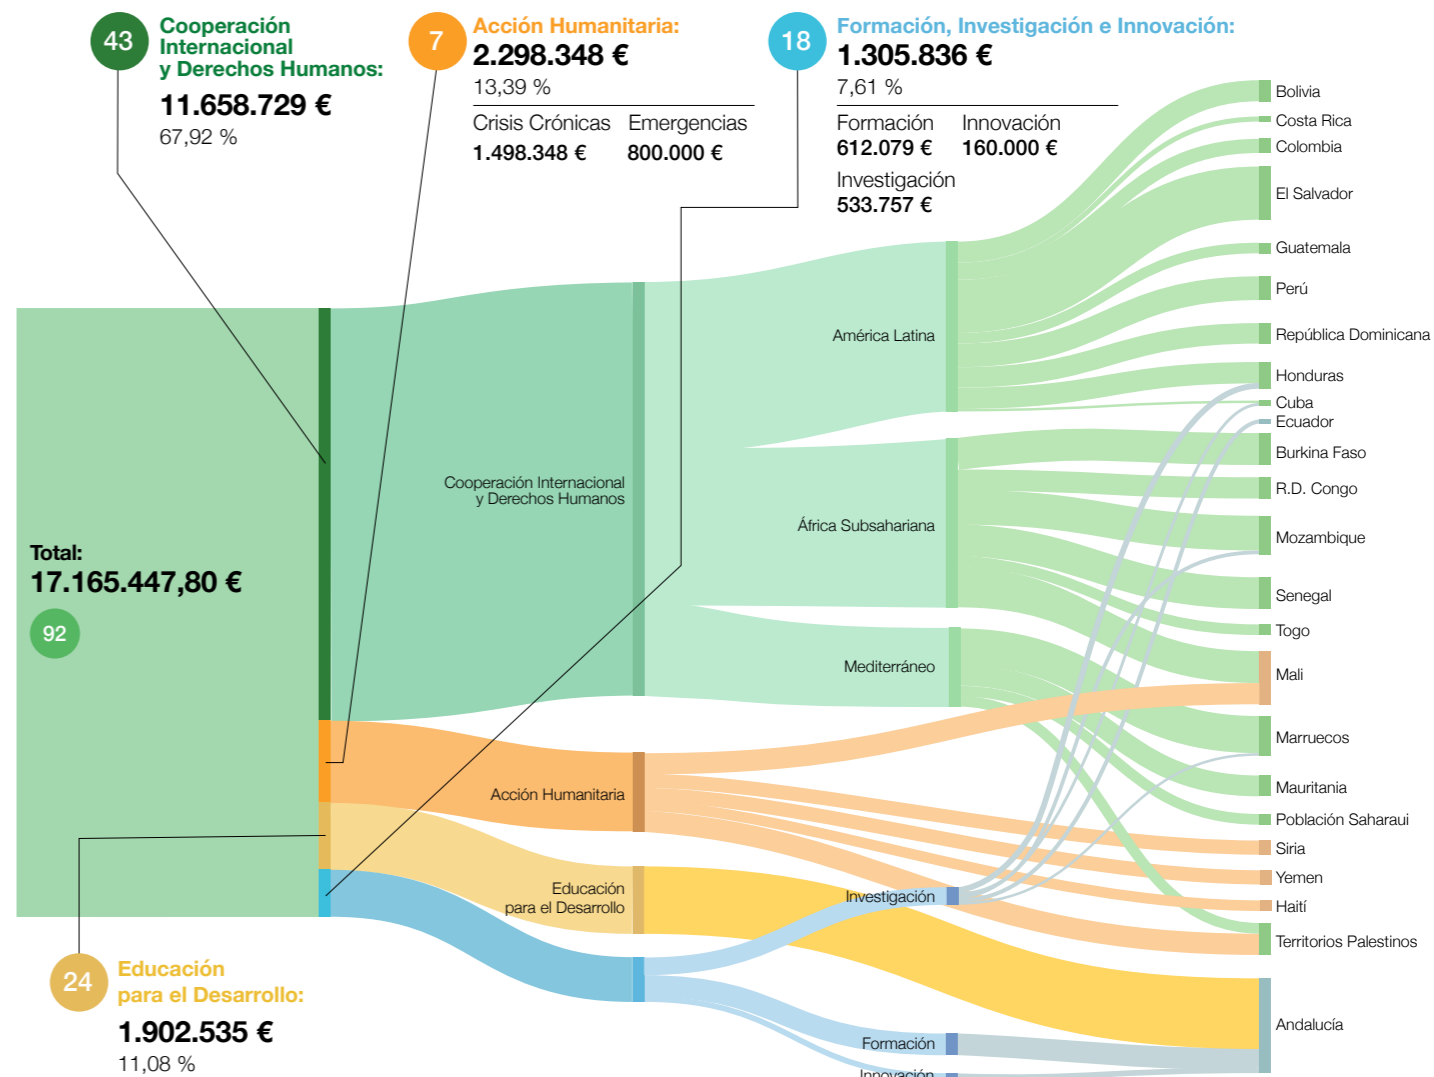 43
Cooperación
Internacional
y Derechos Humanos:
11.658.729 €
67,92 %
7
Acción Humanitaria:
2.298.348 €
13,39 %
Crisis Crónicas
1.498.348 €
Emergencias
800.000 €
18
Formación, Investigación e Innovación:
1.305.836 €
7,61 %
Formación
612.079 €
Innovación
160.000 €
Investigación
533.757 €
Total:
17.165.447,80 €
92
24
Educación
para el Desarrollo:
1.902.535 €
11,08 %
Cooperación Internacional
y Derechos Humanos
Acción Humanitaria
Educación
para el Desarrollo
América Latina
África Subsahariana
Mediterráneo
Investigación
Formación
Innovación
Bolivia
Costa Rica
Colombia
El Salvador
Guatemala
Perú
República Dominicana
Honduras
Cuba
Ecuador
Burkina Faso
R.D. Congo
Mozambique
Senegal
Togo
Mali
Marruecos
Mauritania
Población Saharaui
Siria
Yemen
Haití
Territorios Palestinos
Andalucía